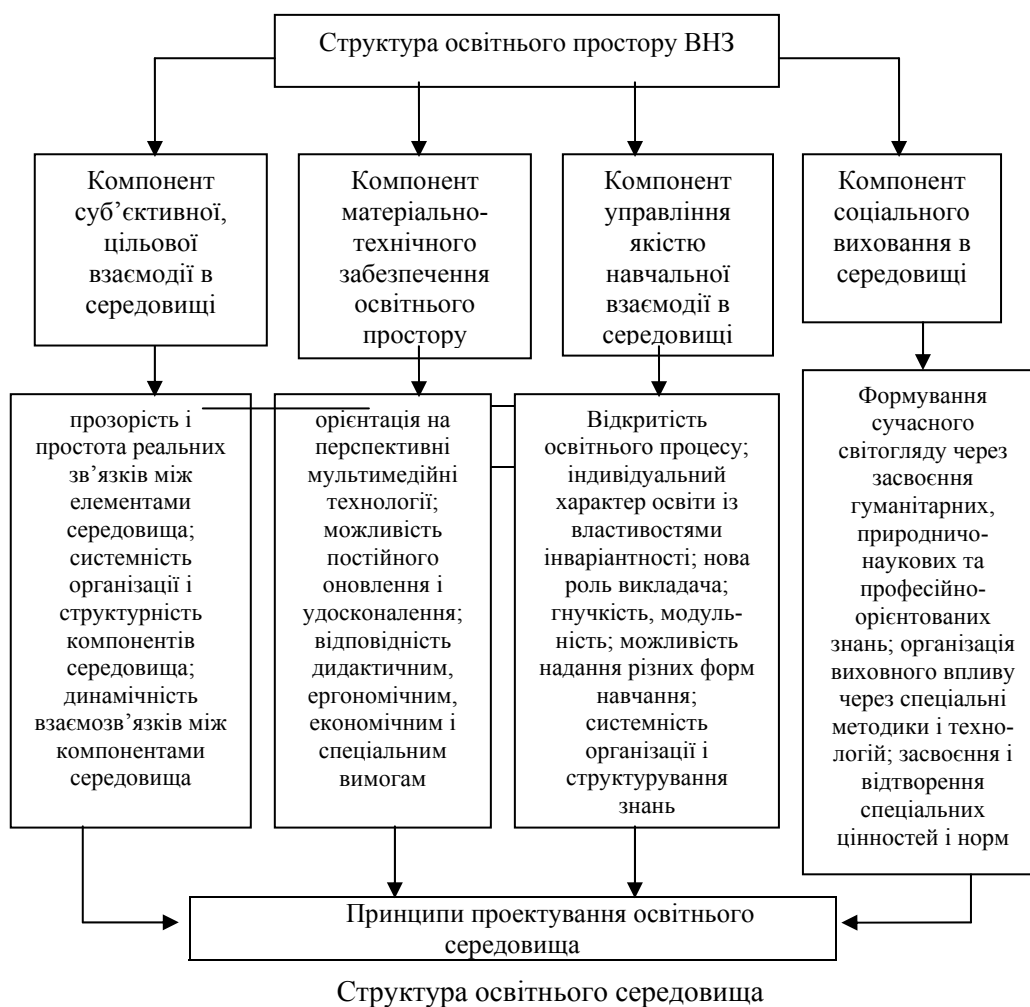 Структура освітнього простору ВНЗ
Компонент
суб’єктивної,
цільової
взаємодії в
середовищі
Компонент
матеріально-
технічного
забезпечення
освітнього
простору
Компонент
управління
якістю
навчальної
взаємодії в
середовищі
Компонент
соціального
виховання в
середовищі
прозорість і
простота реальних
зв’язків між
елементами
середовища;
системність
організації і
структурність
компонентів
середовища;
динамічність
взаємозв’язків між
компонентами
середовища
орієнтація на
перспективні
мультимедійні
технології;
можливість
постійного
оновлення і
удосконалення;
відповідність
дидактичним,
ергономічним,
економічним і
спеціальним
вимогам
Відкритість
освітнього процесу;
індивідуальний
характер освіти із
властивостями
інваріантності; нова
роль викладача;
гнучкість, модуль-
ність; можливість
надання різних форм
навчання;
системність
організації і
структурування
знань
Формування
сучасного
світогляду через
засвоєння
гуманітарних,
природничо-
наукових та
професійно-
орієнтованих
знань; організація
виховного впливу
через спеціальні
методики і техно-
логій; засвоєння і
відтворення
спеціальних
цінностей і норм
Принципи проектування освітнього
середовища
Структура освітнього середовища